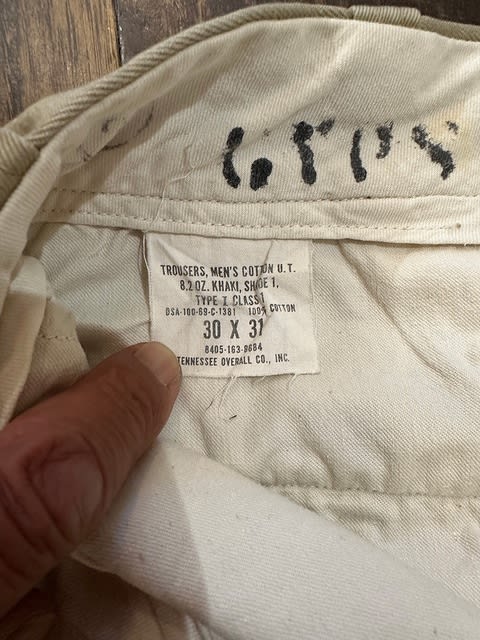 TROUSERS, MEN'S COTTON U.T.
8.2 OZ. KHAKI, SHADE 1,
TYPE I CLASS 1
DSA-100-69-C-1381 100% COTTON
30 X 31
8405-163-8684
TENNESSEE OVERALL CO., INC.